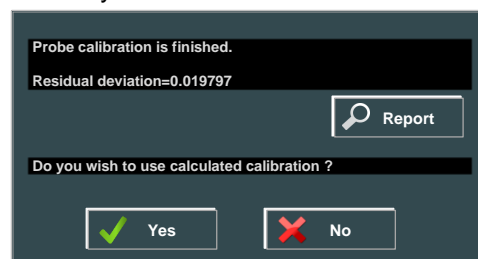 Probe calibration is finished.
Residual deviation=0.019797
Report
Do you wish to use calculated calibration ?
Yes
No